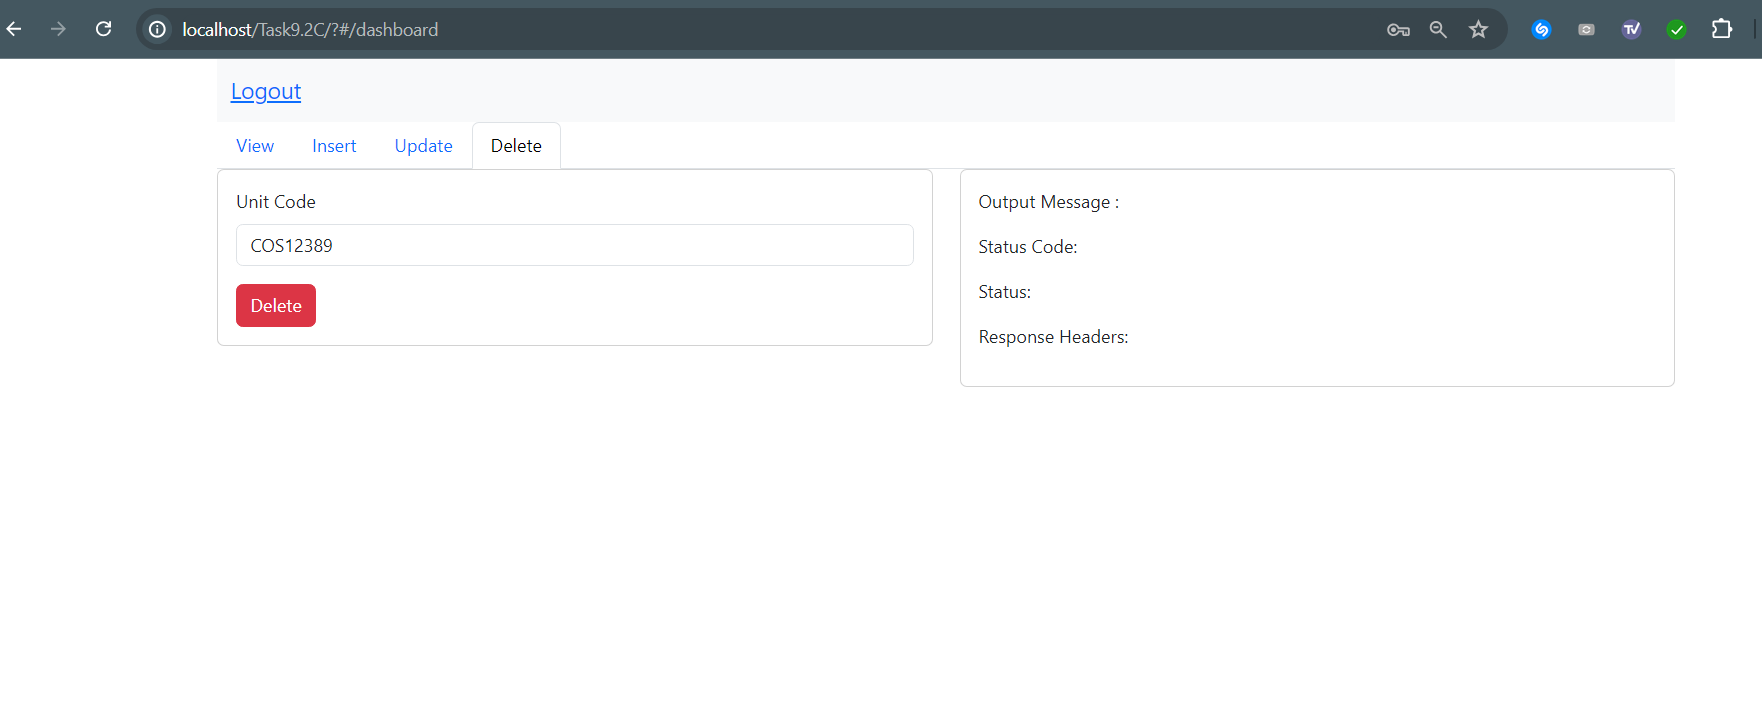 localhost/Task9.2C/?#/dashboard
Logout
View Insert Update Delete
Unit Code
COS12389
Delete
Output Message :
Status Code:
Status:
Response Headers: